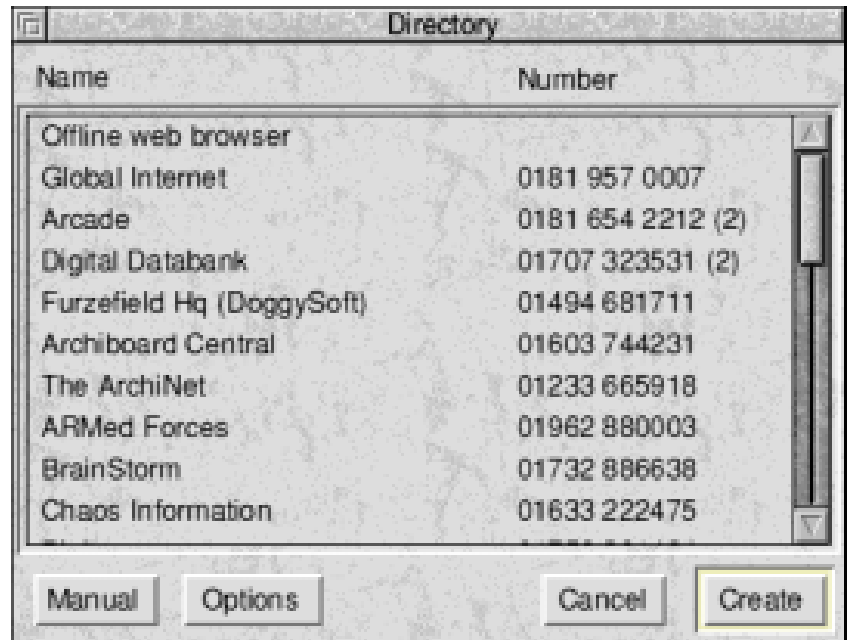 Directory
Name Number
Offline web browser
Global Internet 0181 957 0007
Arcade 0181 654 2212 (2)
Digital Databank 01707 323531 (2)
Furzefield Hq (DoggySoft) 01494 681711
Archiboard Central 01603 744231
The ArchiNet 01233 665918
ARMed Forces 01962 880003
BrainStorm 01732 886638
Chaos Information 01633 222475
Manual Options Cancel Create